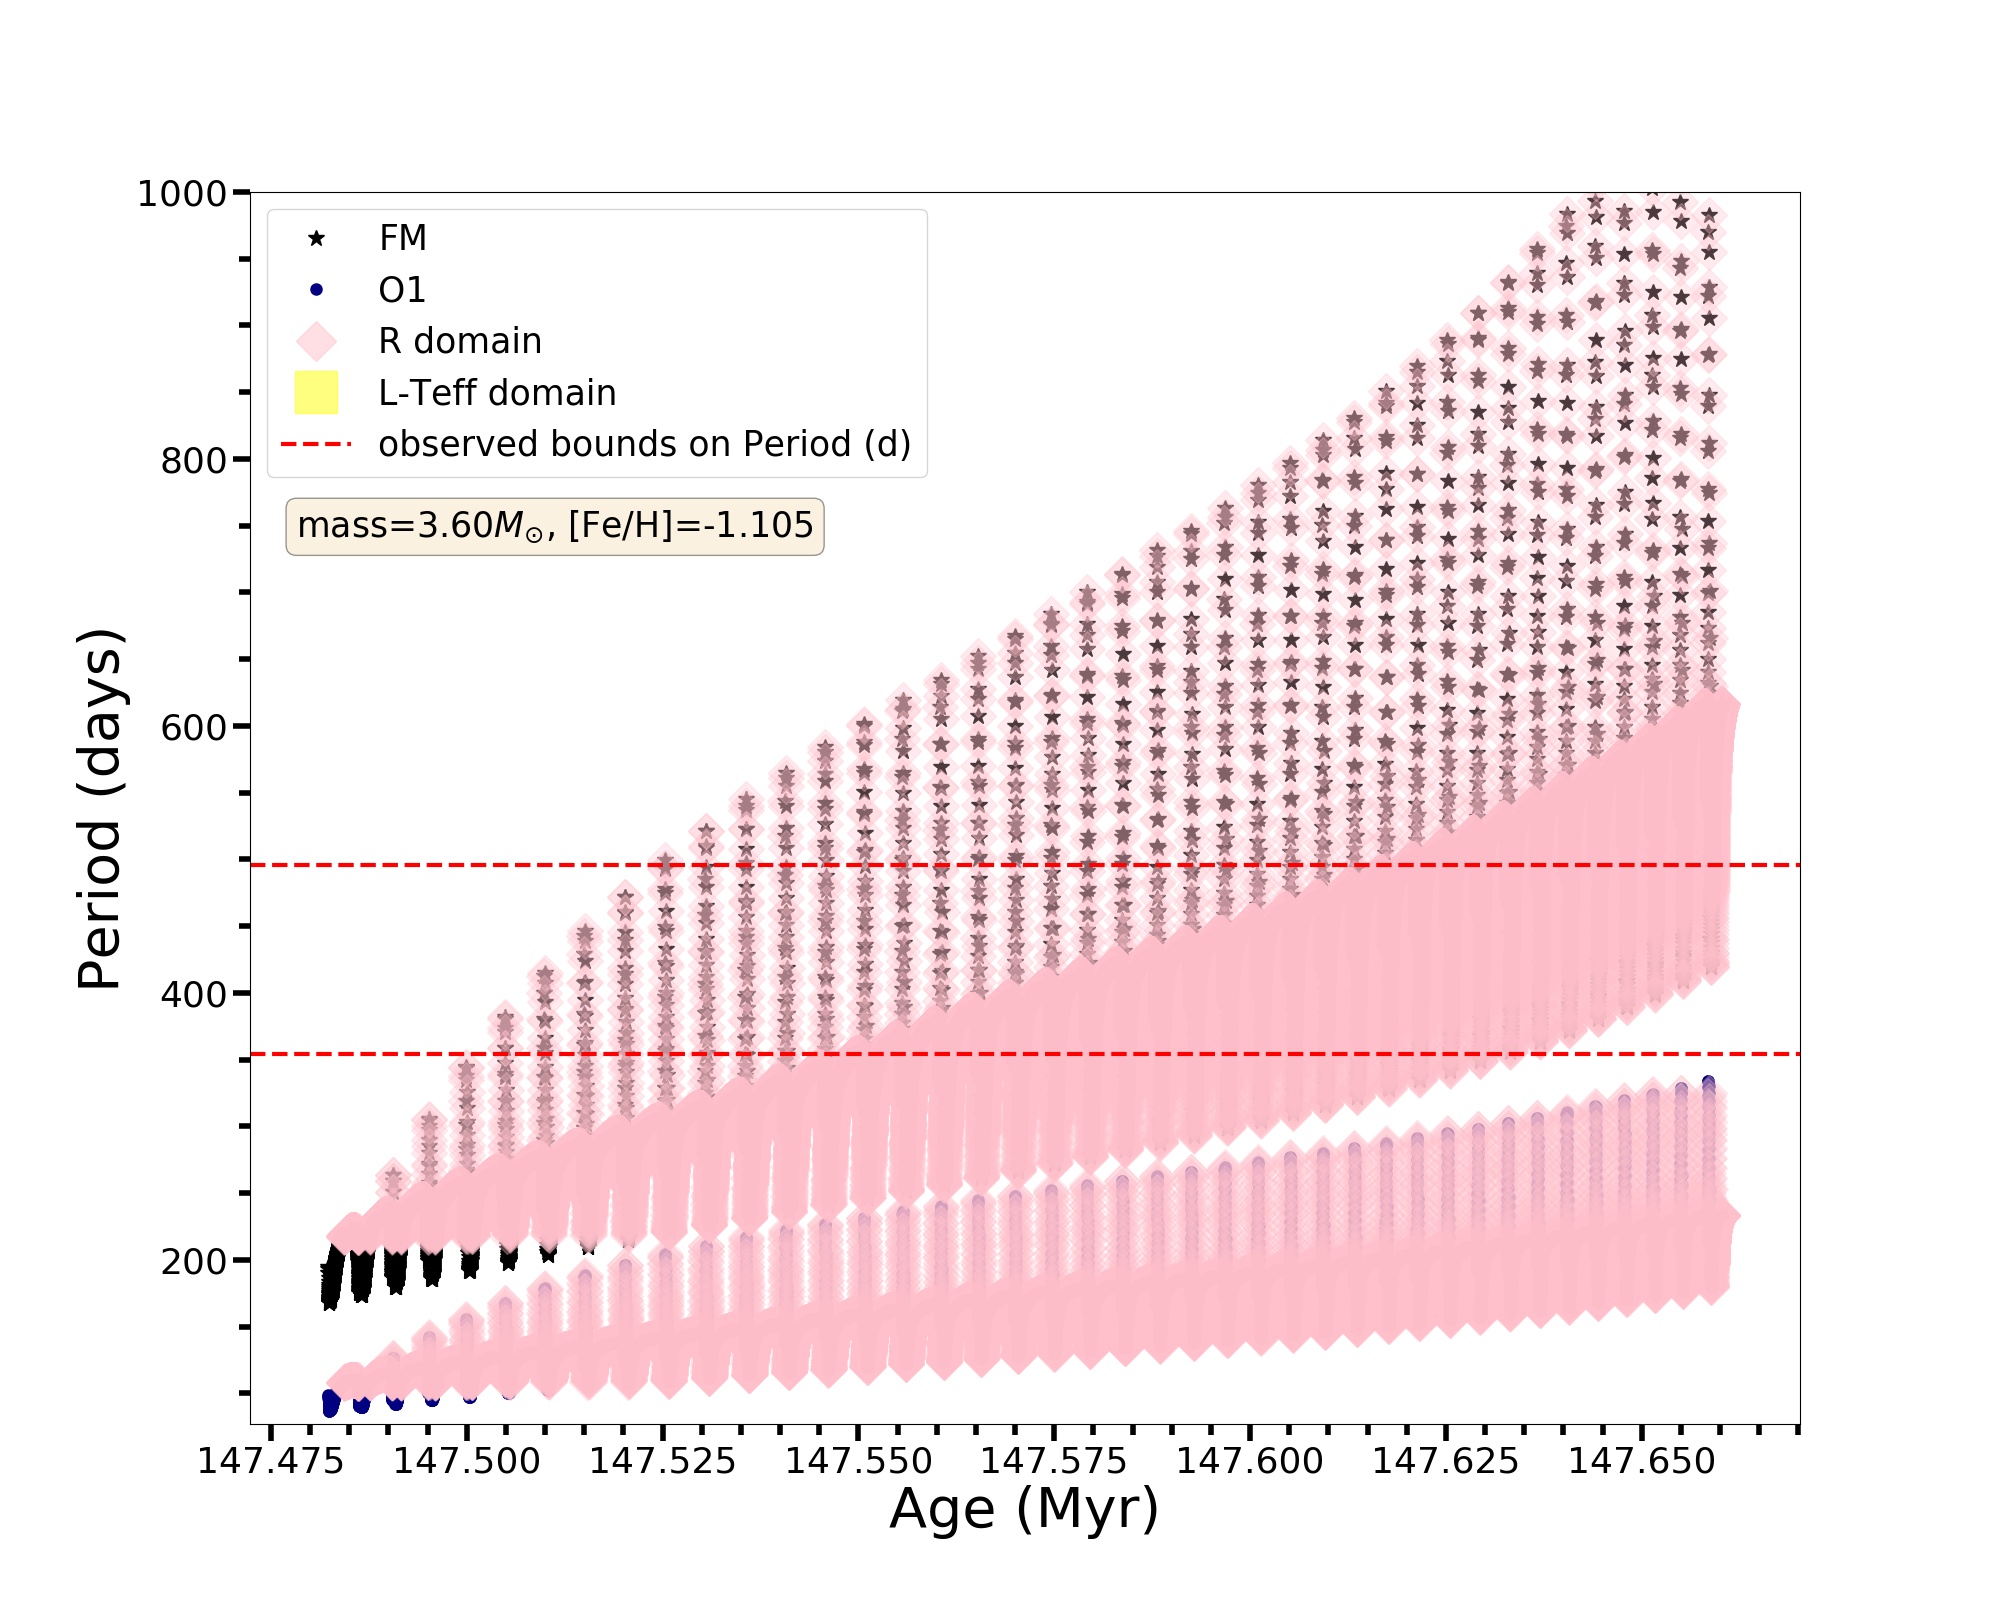 1000
800
600
400
200
Period (days)
FM
O1
R domain
L-Teff domain
observed bounds on Period (d)
mass=3.60M⊙, [Fe/H]=-1.105
147.475 147.500 147.525 147.550 147.575 147.600 147.625 147.650
Age (Myr)